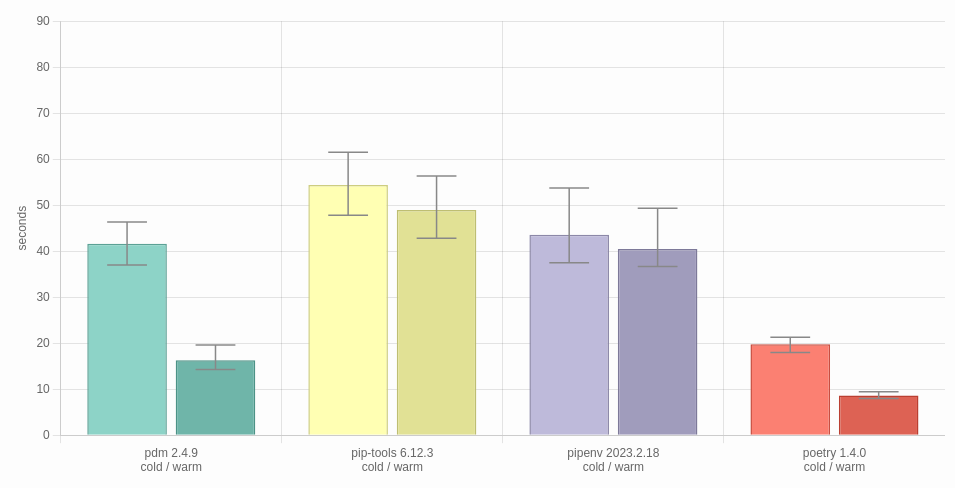 90
80
70
60
50
40
30
20
10
0
seconds
pdm 2.4.9
cold / warm
pip-tools 6.12.3
cold / warm
pipenv 2023.2.18
cold / warm
poetry 1.4.0
cold / warm